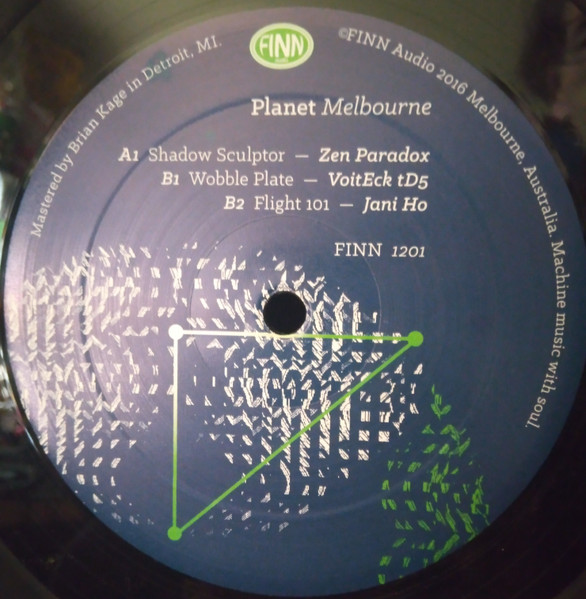 Mastered by Brian Kage in Detroit, MI.
FINN
©FINN Audio 2016 Melbourne, Australia. Machine music with soul.
Planet Melbourne
A1 Shadow Sculptor — Zen Paradox
B1 Wobble Plate — VoitEck tD5
B2 Flight 101 — Jani Ho
FINN 1201